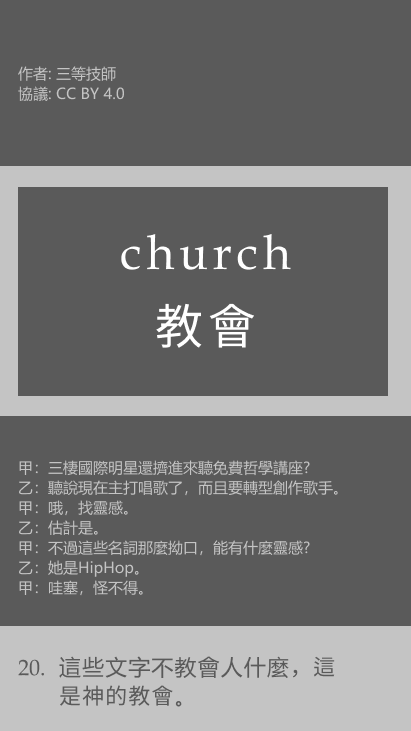 作者: 三等技師
協議: CC BY 4.0
church
教會
甲：三棲國際明星還擠進來聽免費哲學講座?
乙：聽說現在主打唱歌了，而且要轉型創作歌手。
甲：哦，找靈感。
乙：估計是。
甲：不過這些名詞那麼拗口，能有什麼靈感?
乙：她是HipHop。
甲：哇塞，怪不得。
20. 這些文字不教會人什麼，這
是神的教會。